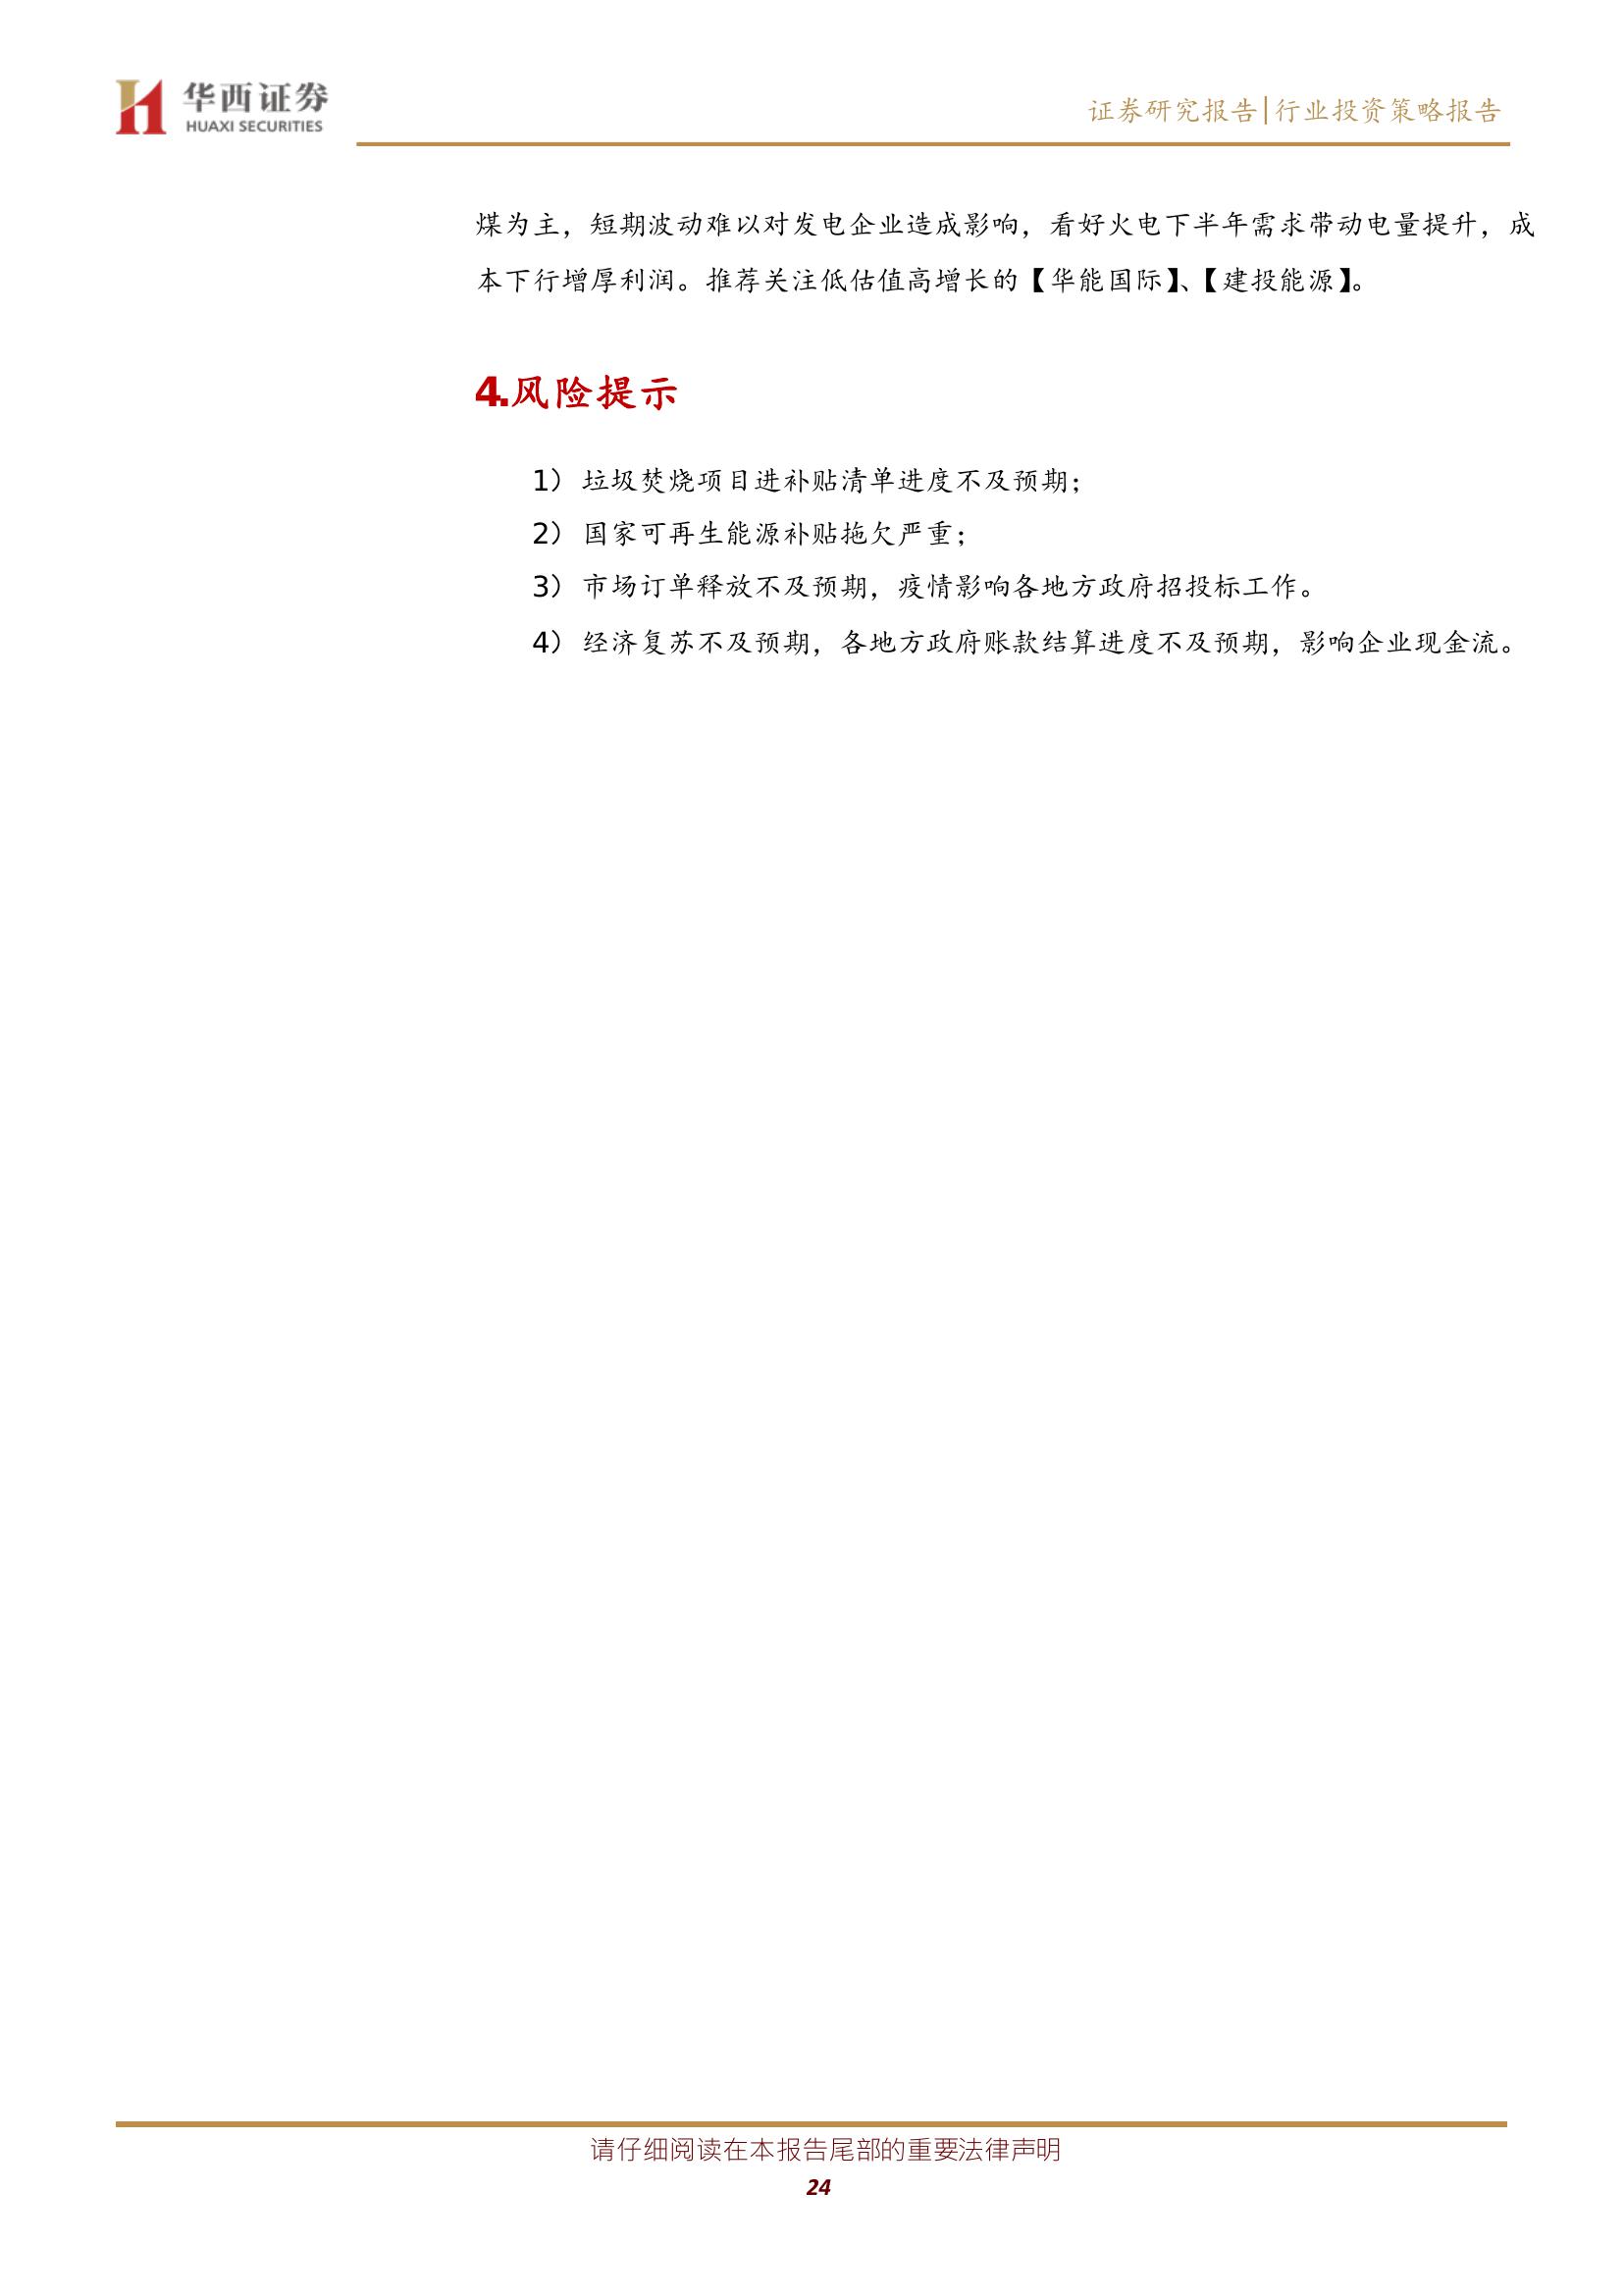 华西证券
HUAXI SECURITIES
证券研究报告|行业投资策略报告
煤为主，短期波动难以对发电企业造成影响，看好火电下半年需求带动电量提升，成
本下行增厚利润。推荐关注低估值高增长的【华能国际】、【建投能源】。
4.风险提示
1）垃圾焚烧项目进补贴清单进度不及预期；
2）国家可再生能源补贴拖欠严重；
3）市场订单释放不及预期，疫情影响各地方政府招投标工作。
4）经济复苏不及预期，各地方政府账款结算进度不及预期，影响企业现金流。
请仔细阅读在本报告尾部的重要法律声明
24